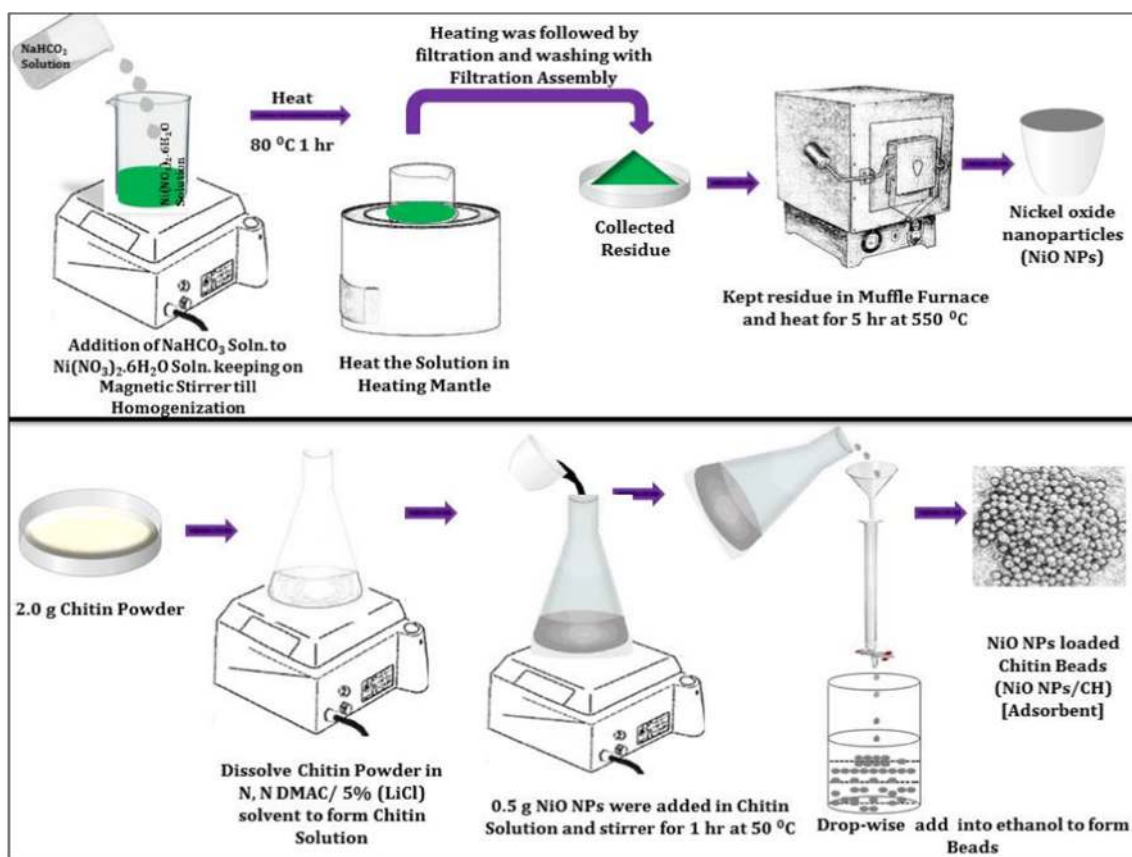 NaHCO₂
Solution
Ni(NO₃)₂.6H₂O
Solution
Heat
80 ⁰C 1 hr
Heating was followed by
filtration and washing with
Filtration Assembly
Collected
Residue
Nickel oxide
nanoparticles
(NiO NPs)
Kept residue in Muffle Furnace
and heat for 5 hr at 550 ⁰C
Addition of NaHCO₃ Soln. to
Ni(NO₃)₂.6H₂O Soln. keeping on
Magnetic Stirrer till
Homogenization
Heat the Solution in
Heating Mantle
2.0 g Chitin Powder
Dissolve Chitin Powder in
N, N DMAC/ 5% (LiCl)
solvent to form Chitin
Solution
0.5 g NiO NPs were added in Chitin
Solution and stirrer for 1 hr at 50 ⁰C
Drop-wise add into ethanol to form
Beads
NiO NPs loaded
Chitin Beads
(NiO NPs/CH)
[Adsorbent]